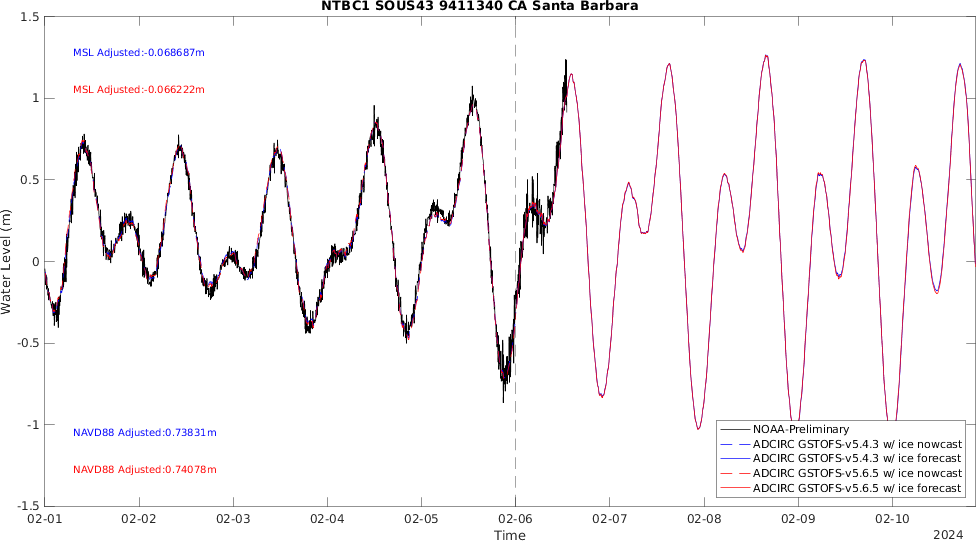 NTBC1 SOUS43 9411340 CA Santa Barbara
1.5
1
0.5
0
-0.5
-1
-1.5
Water Level (m)
MSL Adjusted:-0.068687m
MSL Adjusted:-0.066222m
NAVD88 Adjusted:0.73831m
NAVD88 Adjusted:0.74078m
NOAA-Preliminary
ADCIRC GSTOFS-v5.4.3 w/ ice nowcast
ADCIRC GSTOFS-v5.4.3 w/ ice forecast
ADCIRC GSTOFS-v5.6.5 w/ ice nowcast
ADCIRC GSTOFS-v5.6.5 w/ ice forecast
02-01 02-02 02-03 02-04 02-05 02-06 02-07 02-08 02-09 02-10
Time
2024